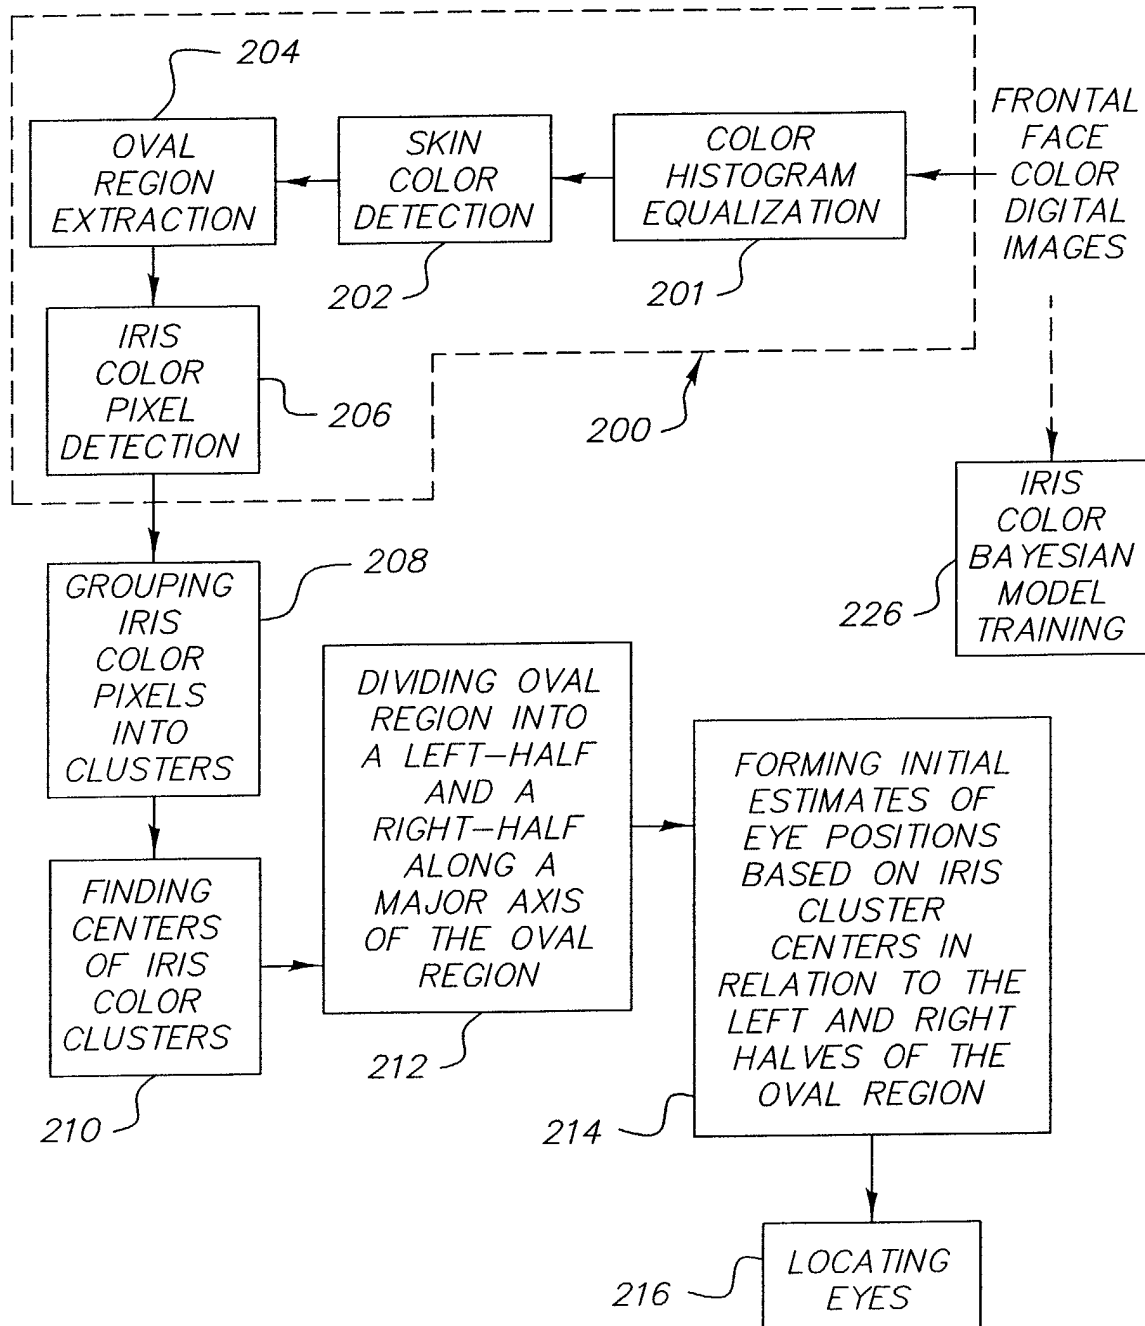 204
FRONTAL
FACE
COLOR
DIGITAL
IMAGES
OVAL
REGION
EXTRACTION
SKIN
COLOR
DETECTION
COLOR
HISTOGRAM
EQUALIZATION
202
201
IRIS
COLOR
PIXEL
DETECTION
206
200
IRIS
COLOR
BAYESIAN
MODEL
TRAINING
226
208
GROUPING
IRIS
COLOR
PIXELS
INTO
CLUSTERS
DIVIDING OVAL
REGION INTO
A LEFT-HALF
AND A
RIGHT-HALF
ALONG A
MAJOR AXIS
OF THE OVAL
REGION
FORMING INITIAL
ESTIMATES OF
EYE POSITIONS
BASED ON IRIS
CLUSTER
CENTERS IN
RELATION TO THE
LEFT AND RIGHT
HALVES OF THE
OVAL REGION
FINDING
CENTERS
OF IRIS
COLOR
CLUSTERS
212
210
214
LOCATING
EYES
216